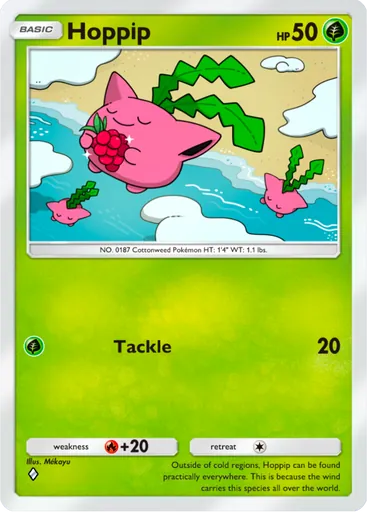 BASIC Hoppip HP 50
NO. 0187 Cottonweed Pokémon HT: 1'4" WT: 1.1 lbs.
Tackle 20
weakness +20 retreat
Illus. Mékayu
Outside of cold regions, Hoppip can be found
practically everywhere. This is because the wind
carries this species all over the world.